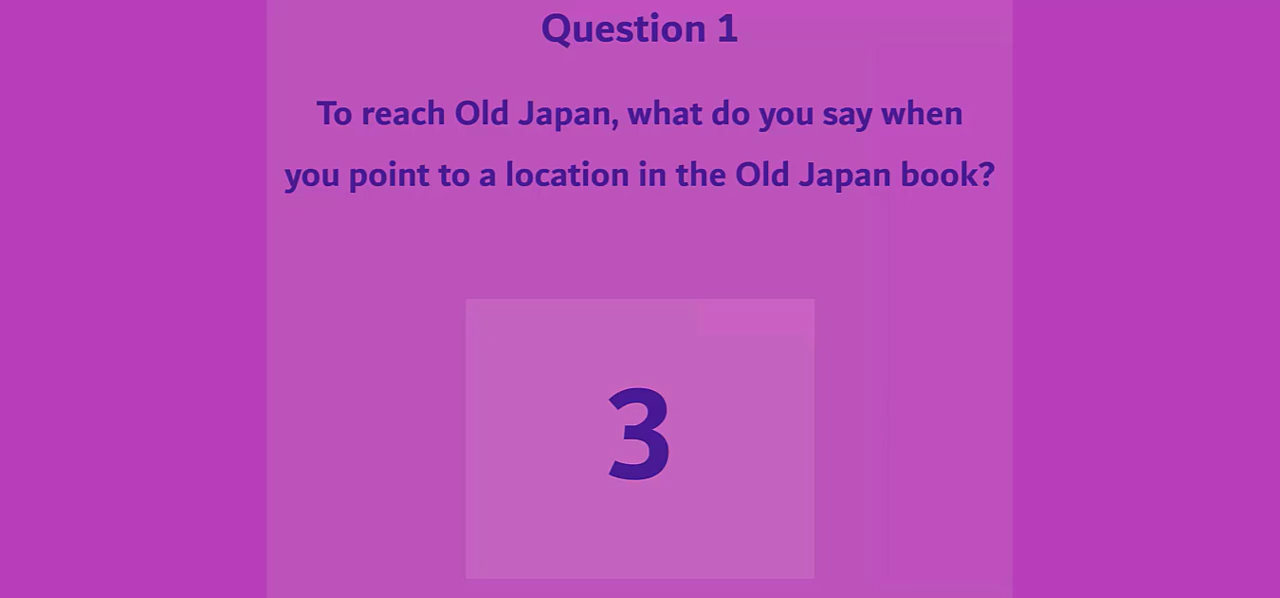 Question 1
To reach Old Japan, what do you say when
you point to a location in the Old Japan book?
3